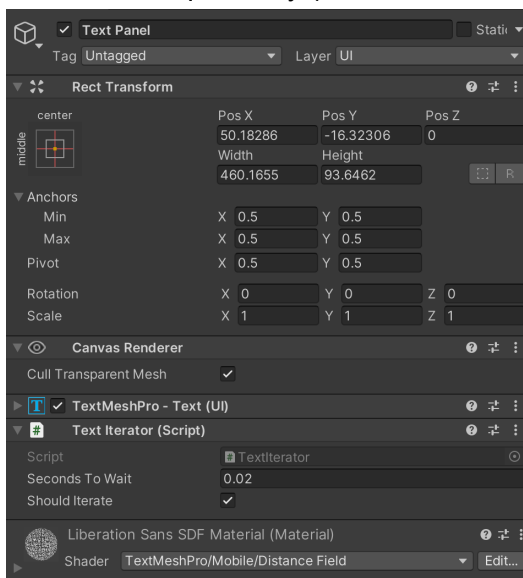 Text Panel Static
Tag Untagged Layer UI
Rect Transform
center Pos X Pos Y Pos Z
middle 50.18286 -16.32306 0
Width Height
460.1655 93.6462 R
Anchors
Min X 0.5 Y 0.5
Max X 0.5 Y 0.5
Pivot X 0.5 Y 0.5
Rotation X 0 Y 0 Z 0
Scale X 1 Y 1 Z 1
Canvas Renderer
Cull Transparent Mesh
T TextMeshPro - Text (UI)
# Text Iterator (Script)
Script # TextIterator
Seconds To Wait 0.02
Should Iterate
Liberation Sans SDF Material (Material)
Shader TextMeshPro/Mobile/Distance Field Edit...